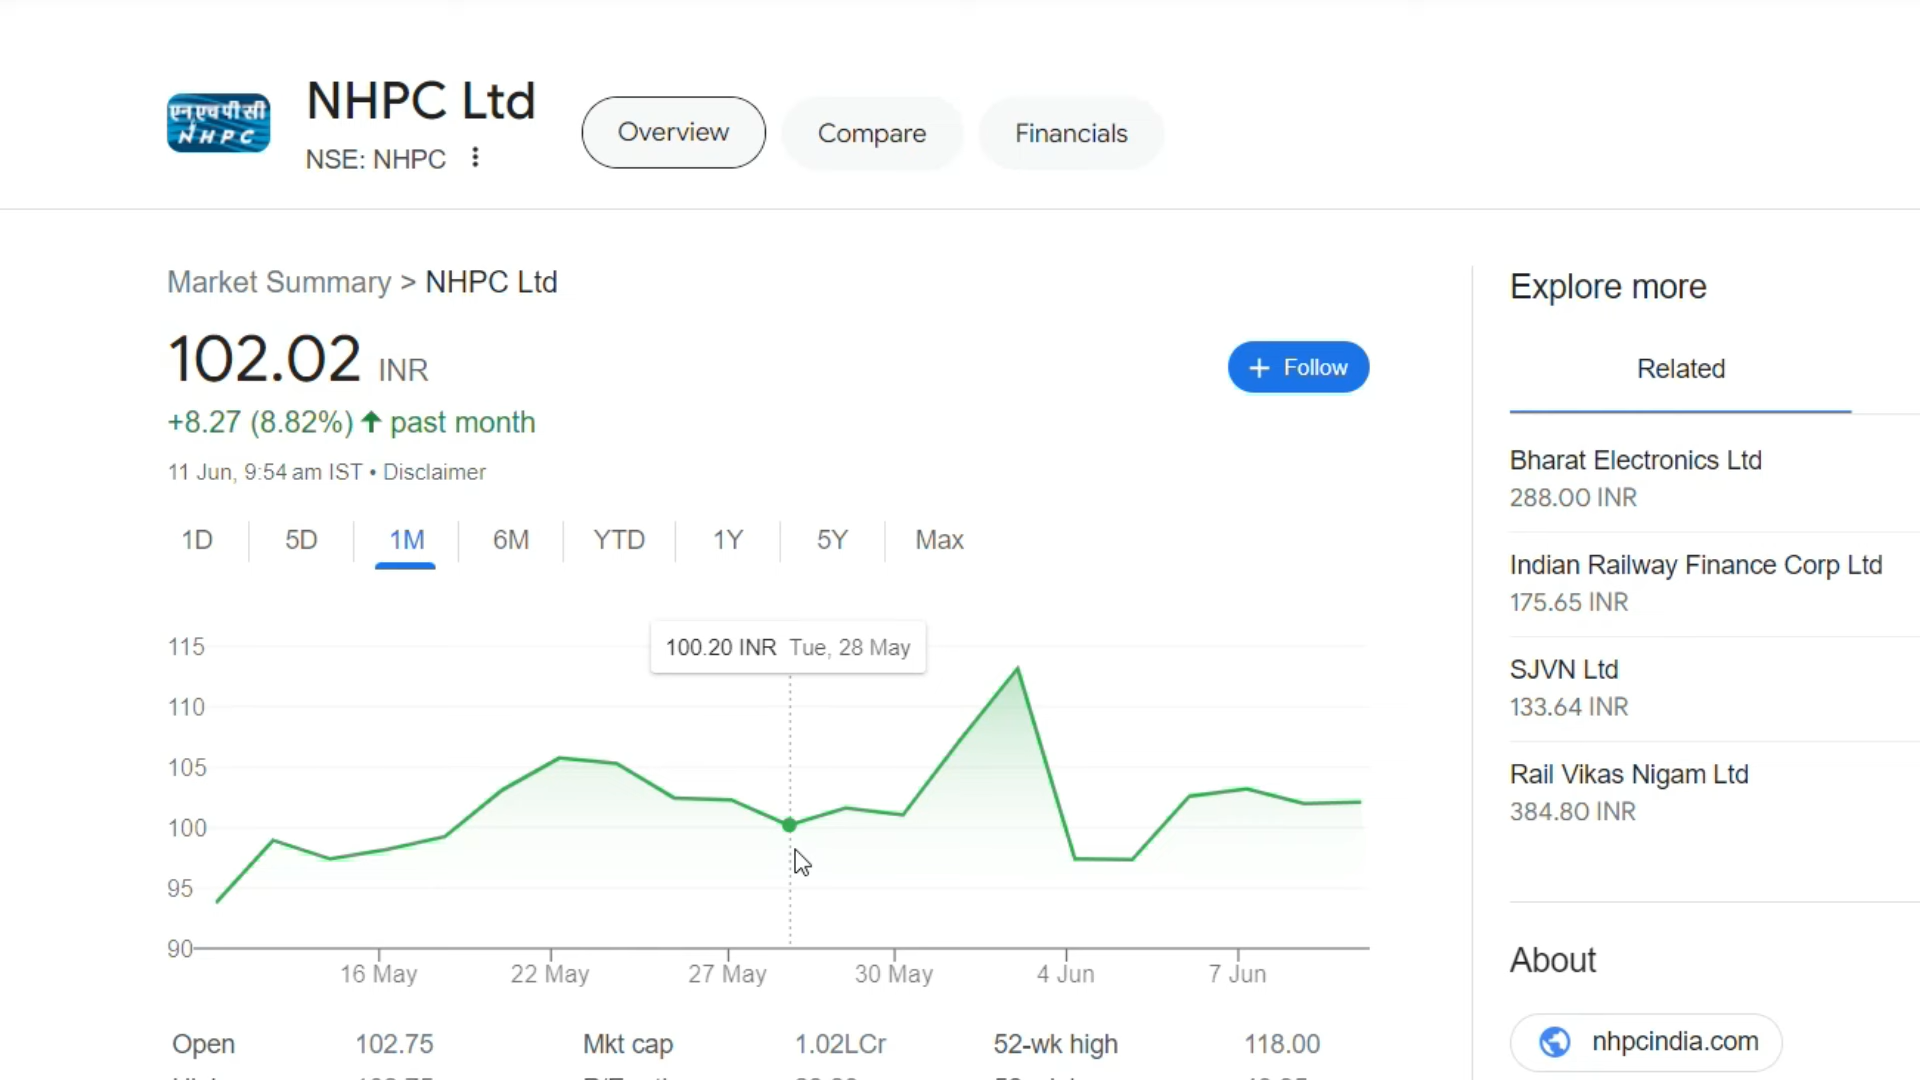 एनएचपीसी
NHPC
NHPC Ltd
NSE: NHPC
Overview
Compare
Financials
Market Summary > NHPC Ltd
102.02 INR
+8.27 (8.82%) past month
11 Jun, 9:54 am IST • Disclaimer
Follow
1D 5D 1M 6M YTD 1Y 5Y Max
100.20 INR Tue, 28 May
115
110
105
100
95
90
16 May 22 May 27 May 30 May 4 Jun 7 Jun
Open 102.75 Mkt cap 1.02LCr 52-wk high 118.00
Explore more
Related
Bharat Electronics Ltd
288.00 INR
Indian Railway Finance Corp Ltd
175.65 INR
SJVN Ltd
133.64 INR
Rail Vikas Nigam Ltd
384.80 INR
About
nhpcindia.com